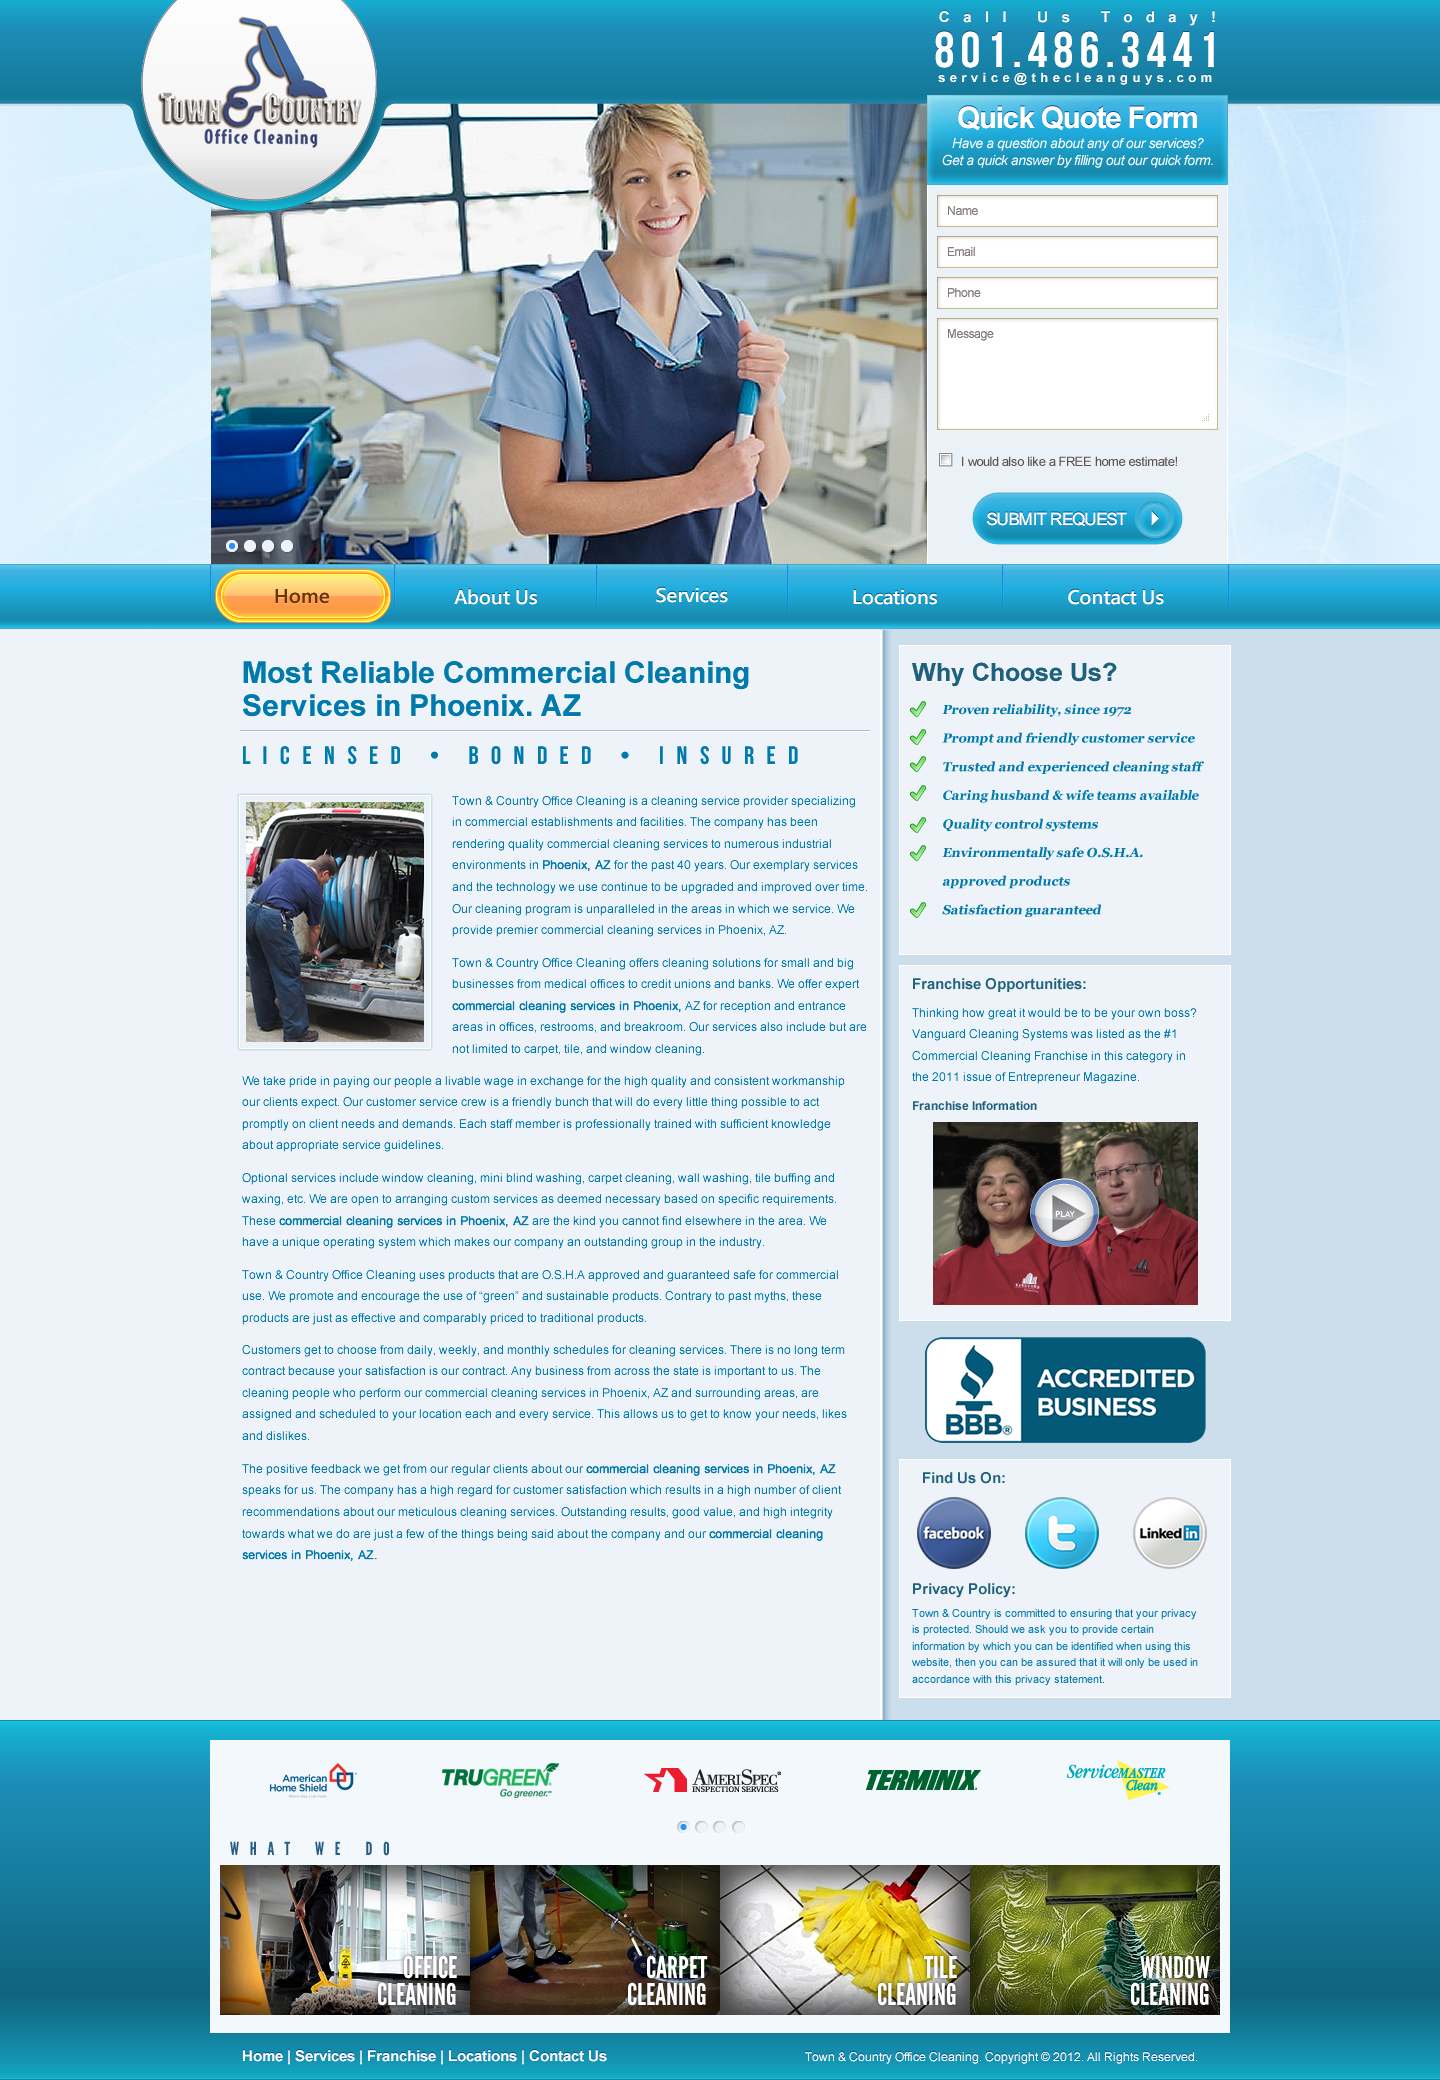 Call Us Today!
801.486.3441
service@thecleanguys.com
Town & Country
Office Cleaning
Quick Quote Form
Have a question about any of our services?
Get a quick answer by filling out our quick form.
Name
Email
Phone
Message
I would also like a FREE home estimate!
SUBMIT REQUEST
Home
About Us
Services
Locations
Contact Us
Most Reliable Commercial Cleaning
Services in Phoenix. AZ
LICENSED • BONDED • INSURED
Town & Country Office Cleaning is a cleaning service provider specializing
in commercial establishments and facilities. The company has been
rendering quality commercial cleaning services to numerous industrial
environments in Phoenix, AZ for the past 40 years. Our exemplary services
and the technology we use continue to be upgraded and improved over time.
Our cleaning program is unparalleled in the areas in which we service. We
provide premier commercial cleaning services in Phoenix, AZ.
Town & Country Office Cleaning offers cleaning solutions for small and big
businesses from medical offices to credit unions and banks. We offer expert
commercial cleaning services in Phoenix, AZ for reception and entrance
areas in offices, restrooms, and breakroom. Our services also include but are
not limited to carpet, tile, and window cleaning.
We take pride in paying our people a livable wage in exchange for the high quality and consistent workmanship
our clients expect. Our customer service crew is a friendly bunch that will do every little thing possible to act
promptly on client needs and demands. Each staff member is professionally trained with sufficient knowledge
about appropriate service guidelines.
Optional services include window cleaning, mini blind washing, carpet cleaning, wall washing, tile buffing and
waxing, etc. We are open to arranging custom services as deemed necessary based on specific requirements.
These commercial cleaning services in Phoenix, AZ are the kind you cannot find elsewhere in the area. We
have a unique operating system which makes our company an outstanding group in the industry.
Town & Country Office Cleaning uses products that are O.S.H.A approved and guaranteed safe for commercial
use. We promote and encourage the use of “green” and sustainable products. Contrary to past myths, these
products are just as effective and comparably priced to traditional products.
Customers get to choose from daily, weekly, and monthly schedules for cleaning services. There is no long term
contract because your satisfaction is our contract. Any business from across the state is important to us. The
cleaning people who perform our commercial cleaning services in Phoenix, AZ and surrounding areas, are
assigned and scheduled to your location each and every service. This allows us to get to know your needs, likes
and dislikes.
The positive feedback we get from our regular clients about our commercial cleaning services in Phoenix, AZ
speaks for us. The company has a high regard for customer satisfaction which results in a high number of client
recommendations about our meticulous cleaning services. Outstanding results, good value, and high integrity
towards what we do are just a few of the things being said about the company and our commercial cleaning
services in Phoenix, AZ.
Why Choose Us?
Proven reliability, since 1972
Prompt and friendly customer service
Trusted and experienced cleaning staff
Caring husband & wife teams available
Quality control systems
Environmentally safe O.S.H.A.
approved products
Satisfaction guaranteed
Franchise Opportunities:
Thinking how great it would be to be your own boss?
Vanguard Cleaning Systems was listed as the #1
Commercial Cleaning Franchise in this category in
the 2011 issue of Entrepreneur Magazine.
Franchise Information
PLAY
BBB®
ACCREDITED
BUSINESS
Find Us On:
facebook
t
Linked in
Privacy Policy:
Town & Country is committed to ensuring that your privacy
is protected. Should we ask you to provide certain
information by which you can be identified when using this
website, then you can be assured that it will only be used in
accordance with this privacy statement.
American
Home Shield
TRUGREEN
Go greener.™
AmeriSpec®
INSPECTION SERVICES
TERMINIX
ServiceMASTER
Clean.
WHAT WE DO
OFFICE
CLEANING
CARPET
CLEANING
TILE
CLEANING
WINDOW
CLEANING
Home | Services | Franchise | Locations | Contact Us
Town & Country Office Cleaning. Copyright © 2012. All Rights Reserved.